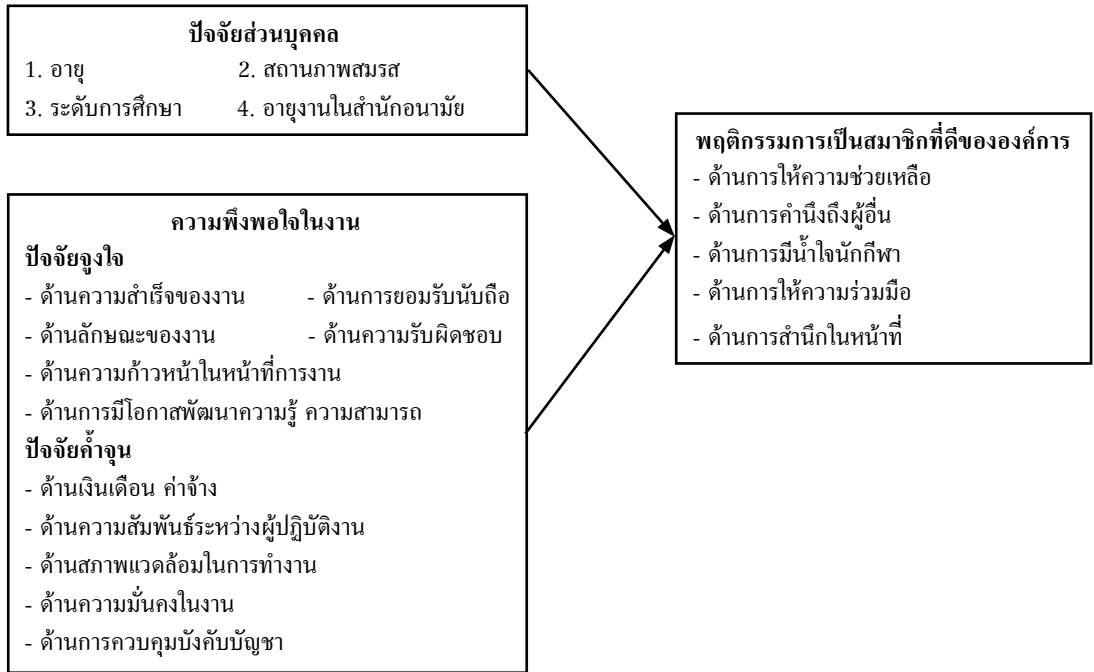 ปัจจัยส่วนบุคคล
1. อายุ 2. สถานภาพสมรส
3. ระดับการศึกษา 4. อายุงานในสำนักอนามัย
ความพึงพอใจในงาน
ปัจจัยจูงใจ
- ด้านความสำเร็จของงาน - ด้านการยอมรับนับถือ
- ด้านลักษณะของงาน - ด้านความรับผิดชอบ
- ด้านความก้าวหน้าในหน้าที่การงาน
- ด้านการมีโอกาสพัฒนาความรู้ ความสามารถ
ปัจจัยค้ำจุน
- ด้านเงินเดือน ค่าจ้าง
- ด้านความสัมพันธ์ระหว่างผู้ปฏิบัติงาน
- ด้านสภาพแวดล้อมในการทำงาน
- ด้านความมั่นคงในงาน
- ด้านการควบคุมบังคับบัญชา
พฤติกรรมการเป็นสมาชิกที่ดีขององค์การ
- ด้านการให้ความช่วยเหลือ
- ด้านการคำนึงถึงผู้อื่น
- ด้านการมีน้ำใจนักกีฬา
- ด้านการให้ความร่วมมือ
- ด้านการสำนึกในหน้าที่